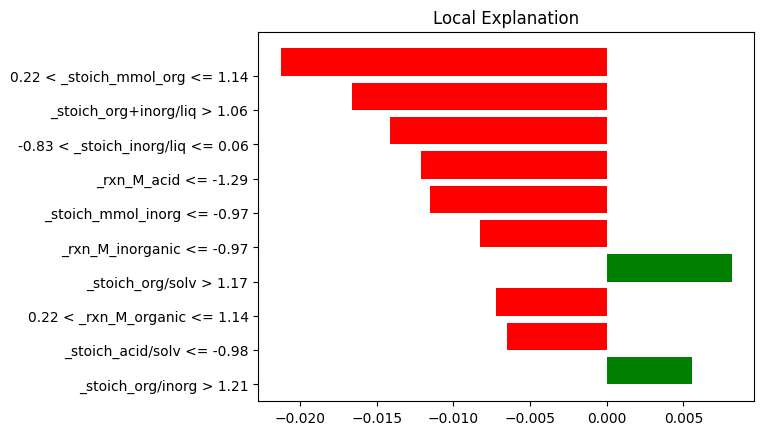 Local Explanation
0.22 < _stoich_mmol_org <= 1.14
_stoich_org+inorg/liq > 1.06
-0.83 < _stoich_inorg/liq <= 0.06
_rxn_M_acid <= -1.29
_stoich_mmol_inorg <= -0.97
_rxn_M_inorganic <= -0.97
_stoich_org/solv > 1.17
0.22 < _rxn_M_organic <= 1.14
_stoich_acid/solv <= -0.98
_stoich_org/inorg > 1.21
−0.020 −0.015 −0.010 −0.005 0.000 0.005